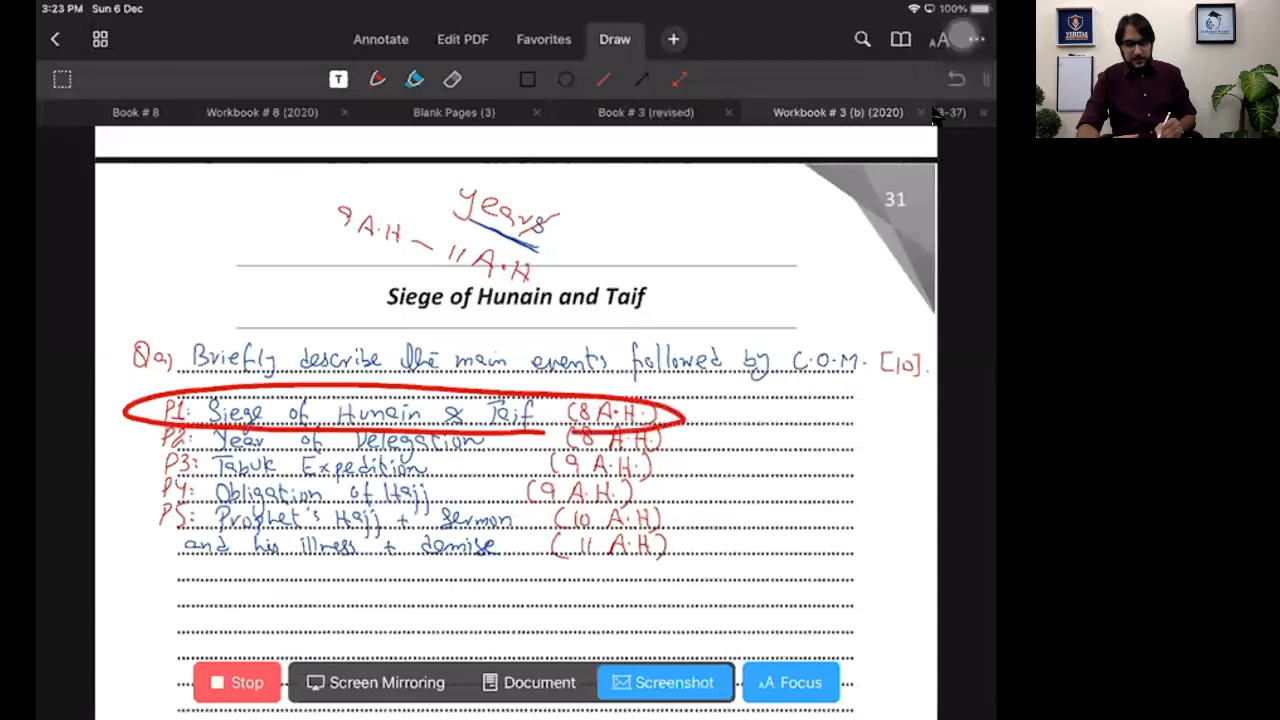 3:23 PM Sun 6 Dec 100%
Annotate Edit PDF Favorites Draw +
T
Book # 8 Workbook # 8 (2020) × Blank Pages (3) × Book # 3 (revised) × Workbook # 3 (b) (2020) × 3-37) ×
31
years
9 A.H – 11 A.H
Siege of Hunain and Taif
Q a) Briefly describe the main events followed by C.O.M. [10].
P1: Siege of Hunain & Taif (8 A.H.)
P2: Year of Delegation (8 A.H)
P3: Tabuk Expedition (9 A.H.)
P4: Obligation of Hajj (9 A.H.)
P5: Prophet's Hajj + Sermon (10 A.H)
and his illness + demise (11 A.H)
Stop Screen Mirroring Document Screenshot AA Focus
VERITAS